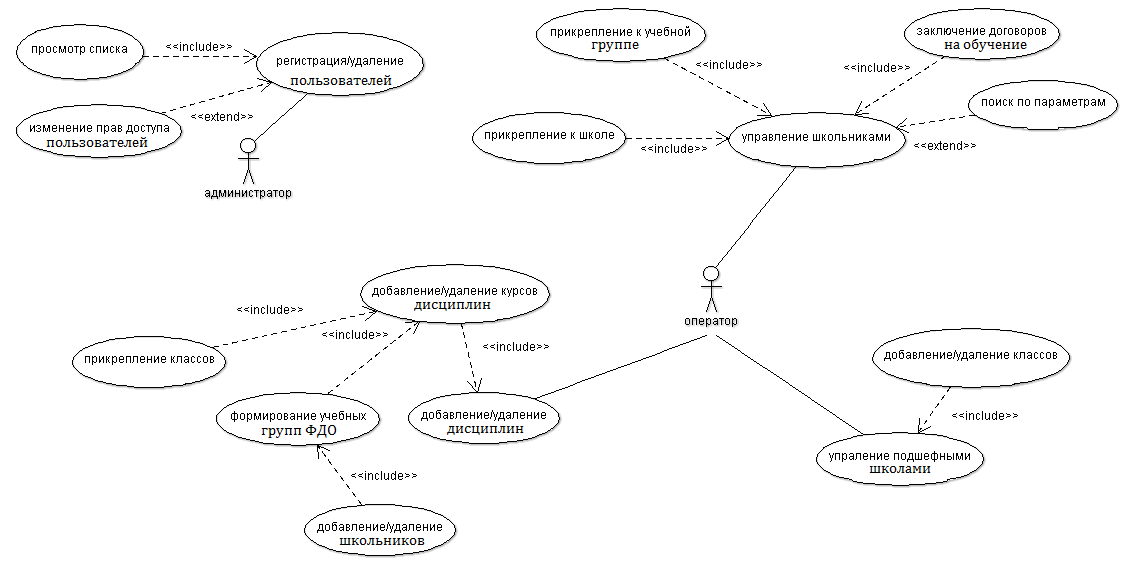 просмотр списка
<<include>>
регистрация/удаление
пользователей
изменение прав доступа
пользователей
<<extend>>
администратор
прикрепление к учебной
группе
<<include>>
заключение договоров
на обучение
<<include>>
поиск по параметрам
<<extend>>
прикрепление к школе
<<include>>
управление школьниками
оператор
добавление/удаление курсов
дисциплин
<<include>>
<<include>>
<<include>>
прикрепление классов
формирование учебных
групп ФДО
добавление/удаление
дисциплин
<<include>>
добавление/удаление
школьников
добавление/удаление классов
<<include>>
упраление подшефными
школами